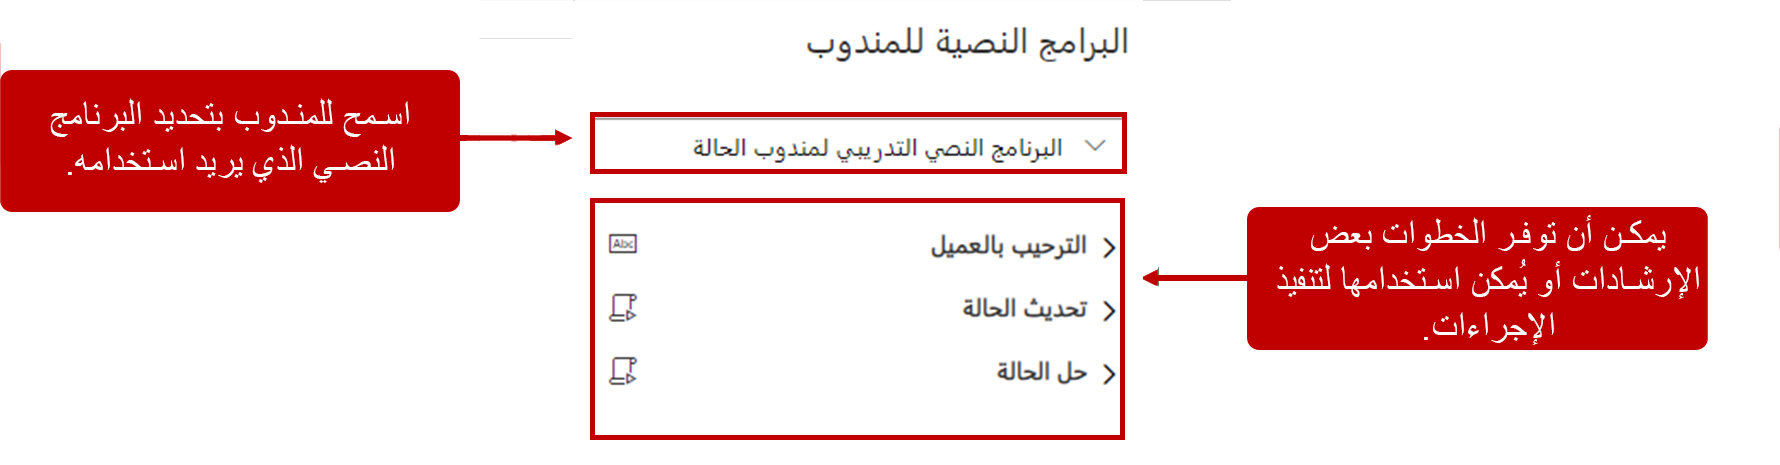 البرامج النصية للمندوب
اسمح للمندوب بتحديد البرنامج
النصي الذي يريد استخدامه.
البرنامج النصي التدريبي لمندوب الحالة
الترحيب بالعميل
Abc
تحديث الحالة
حل الحالة
يمكن أن توفر الخطوات بعض
الإرشادات أو يُمكن استخدامها لتنفيذ
الإجراءات.